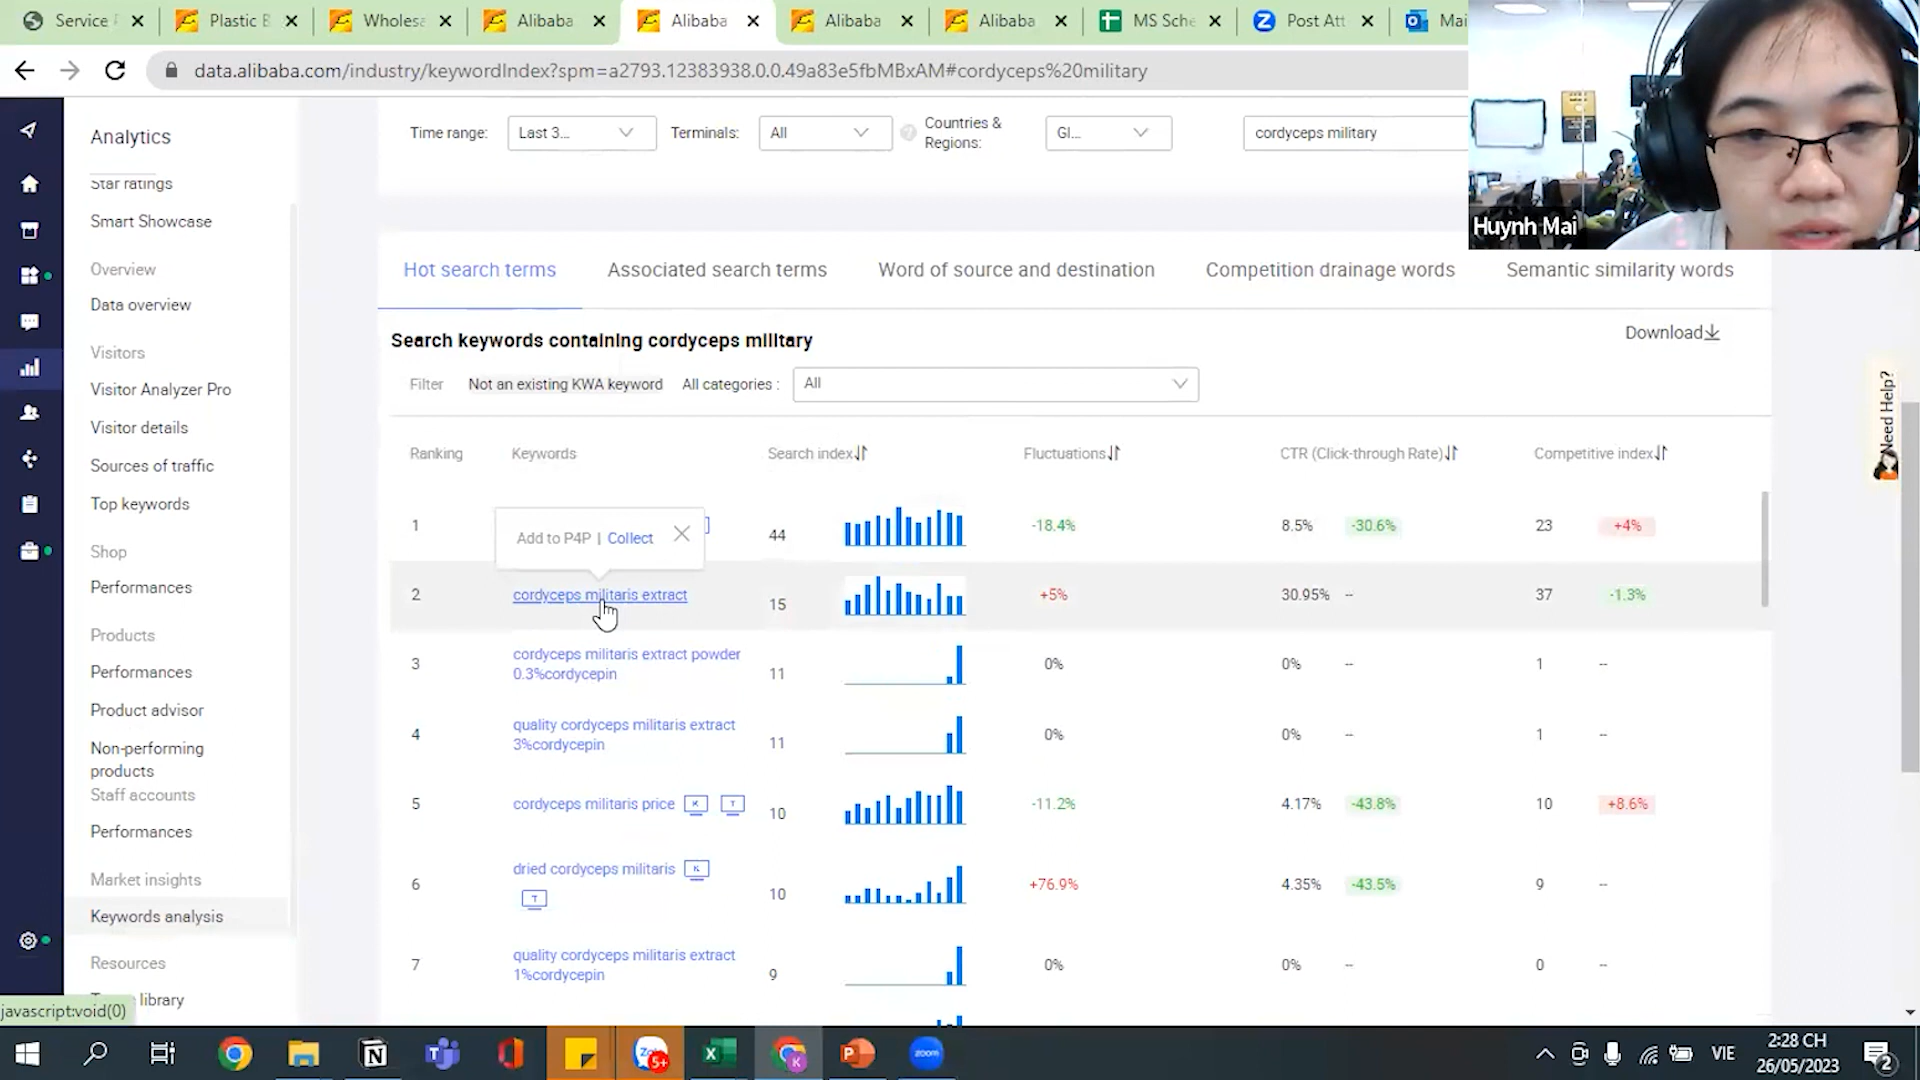 Service
Plastic B
Wholesa
Alibaba
Alibaba
Alibaba
Alibaba
MS Sche
Post Att
Mai
data.alibaba.com/industry/keywordIndex?spm=a2793.12383938.0.0.49a83e5fbMBxAM#cordyceps%20military
Huynh Mai
Analytics
Star ratings
Smart Showcase
Overview
Data overview
Visitors
Visitor Analyzer Pro
Visitor details
Sources of traffic
Top keywords
Shop
Performances
Products
Performances
Product advisor
Non-performing
products
Staff accounts
Performances
Market insights
Keywords analysis
Resources
library
javascript:void(0)
Time range: Last 3... Terminals: All Countries & Regions: Gl... cordyceps military
Hot search terms Associated search terms Word of source and destination Competition drainage words Semantic similarity words
Search keywords containing cordyceps military
Download
Filter Not an existing KWA keyword All categories : All
Ranking Keywords Search index Fluctuations CTR (Click-through Rate) Competitive index
1 44 -18.4% 8.5% -30.6% 23 +4%
Add to P4P | Collect
2 cordyceps militaris extract 15 +5% 30.95% -- 37 -1.3%
3 cordyceps militaris extract powder 0.3%cordycepin 11 0% 0% -- 1 --
4 quality cordyceps militaris extract 3%cordycepin 11 0% 0% -- 1 --
5 cordyceps militaris price K T 10 -11.2% 4.17% -43.8% 10 +8.6%
6 dried cordyceps militaris K T 10 +76.9% 4.35% -43.5% 9 --
7 quality cordyceps militaris extract 1%cordycepin 9 0% 0% -- 0 --
Need Help?
5+
zoom
VIE
2:28 CH
26/05/2023
2